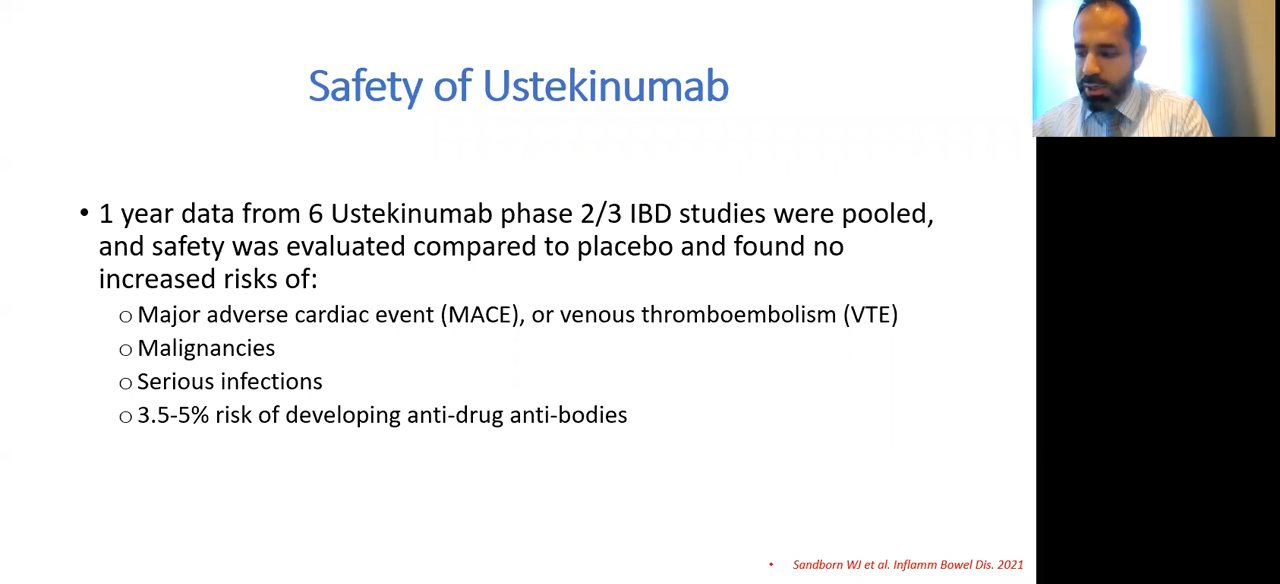 Safety of Ustekinumab
• 1 year data from 6 Ustekinumab phase 2/3 IBD studies were pooled,
and safety was evaluated compared to placebo and found no
increased risks of:
o Major adverse cardiac event (MACE), or venous thromboembolism (VTE)
o Malignancies
o Serious infections
o 3.5-5% risk of developing anti-drug anti-bodies
• Sandborn WJ et al. Inflamm Bowel Dis. 2021